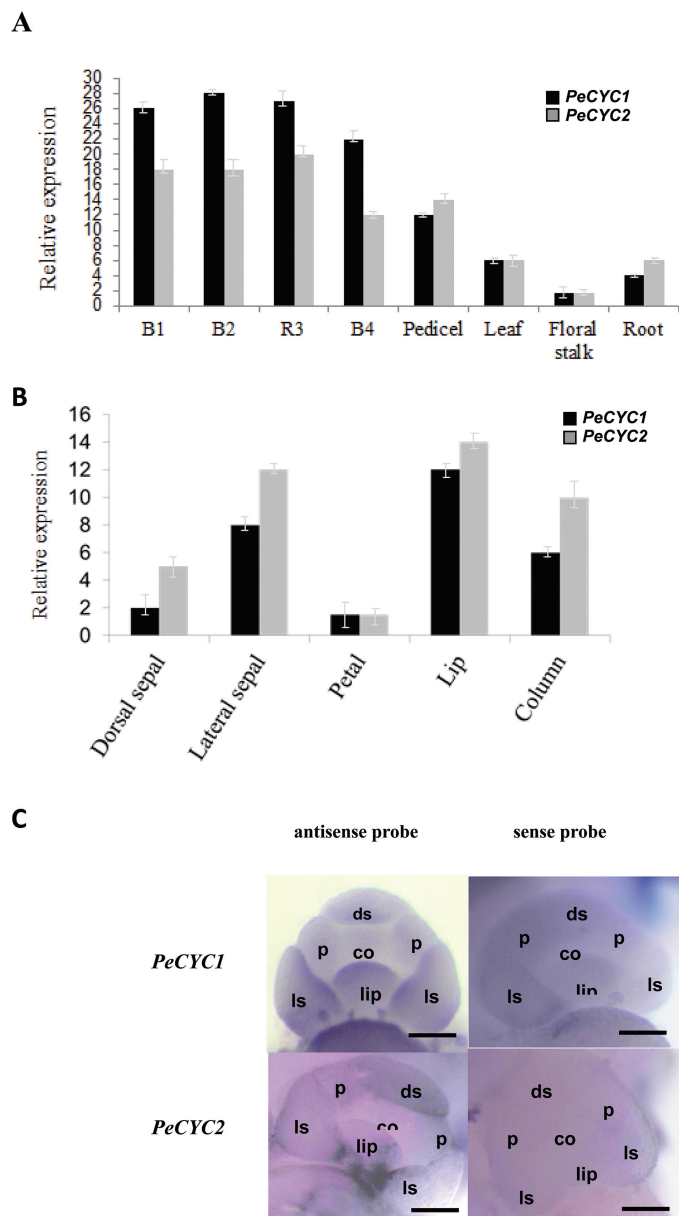 A
30
28
26
24
22
20
18
16
14
12
10
8
6
4
2
0
Relative expression
PeCYC1
PeCYC2
B1 B2 R3 B4 Pedicel Leaf Floral Root
stalk
B
16
14
12
10
8
6
4
2
0
Relative expression
PeCYC1
PeCYC2
Dorsal sepal
Lateral sepal
Petal
Lip
Column
C
antisense probe sense probe
PeCYC1
ds
p co p
ls lip ls
ds
p co p
ls lip ls
PeCYC2
p ds
ls co p
lip
ls
ds
p co p
ls
lip
ls